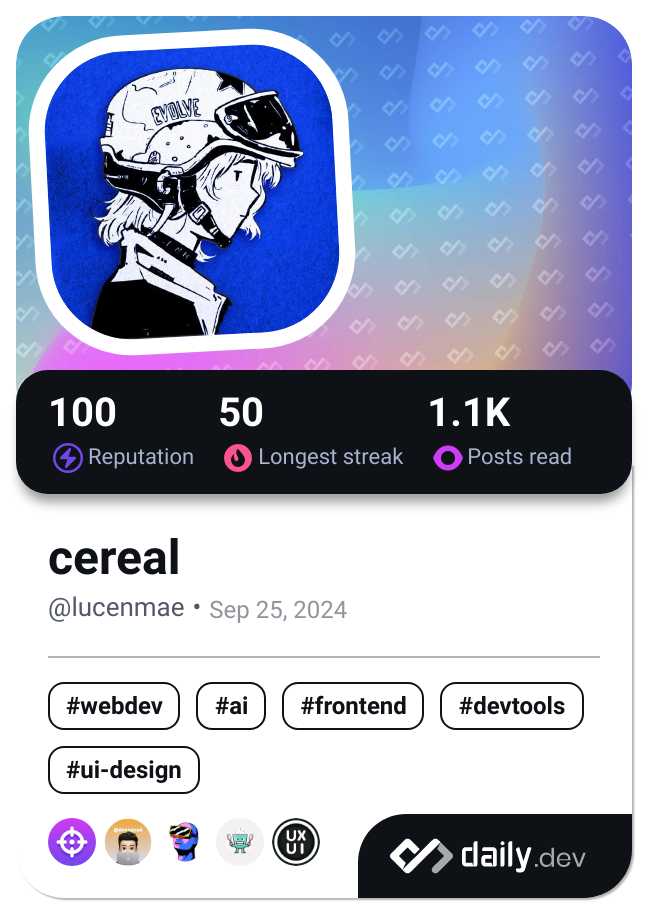 EVOLVE
100 50 1.1K
Reputation Longest streak Posts read
cereal
@lucenmae • Sep 25, 2024
#webdev #ai #frontend #devtools
#ui-design
UX
UI
daily.dev